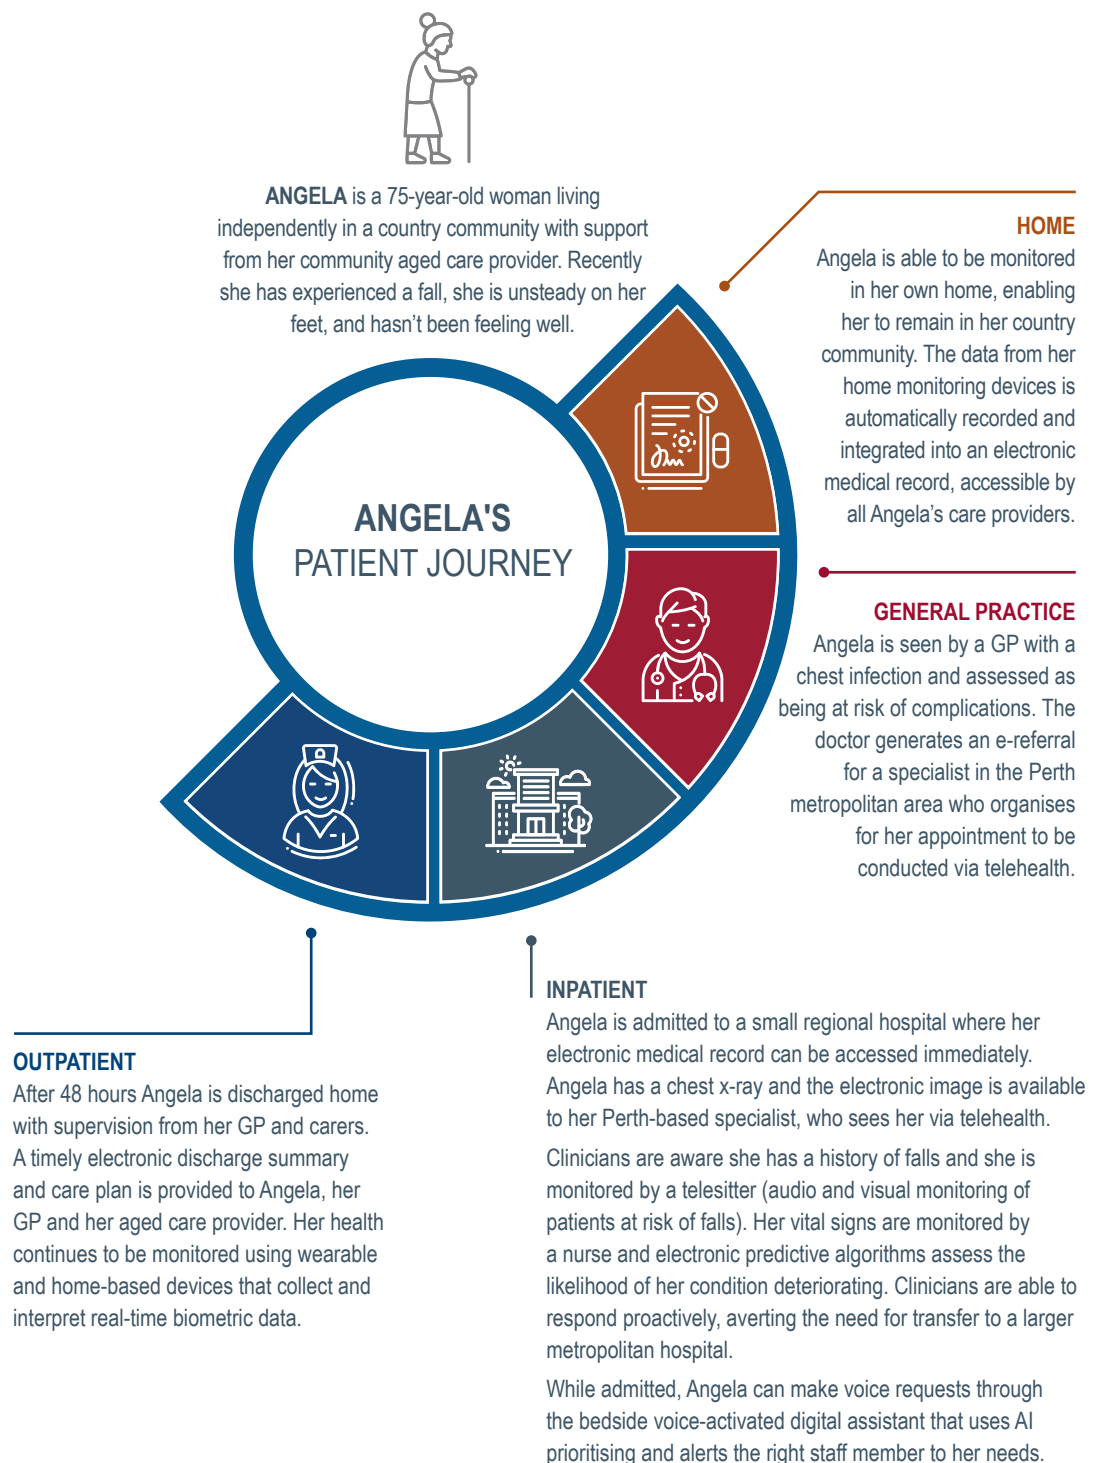 ANGELA is a 75-year-old woman living
independently in a country community with support
from her community aged care provider. Recently
she has experienced a fall, she is unsteady on her
feet, and hasn't been feeling well.
HOME
Angela is able to be monitored
in her own home, enabling
her to remain in her country
community. The data from her
home monitoring devices is
automatically recorded and
integrated into an electronic
medical record, accessible by
all Angela's care providers.
ANGELA'S
PATIENT JOURNEY
GENERAL PRACTICE
Angela is seen by a GP with a
chest infection and assessed as
being at risk of complications. The
doctor generates an e-referral
for a specialist in the Perth
metropolitan area who organises
for her appointment to be
conducted via telehealth.
INPATIENT
Angela is admitted to a small regional hospital where her
electronic medical record can be accessed immediately.
Angela has a chest x-ray and the electronic image is available
to her Perth-based specialist, who sees her via telehealth.
Clinicians are aware she has a history of falls and she is
monitored by a telesitter (audio and visual monitoring of
patients at risk of falls). Her vital signs are monitored by
a nurse and electronic predictive algorithms assess the
likelihood of her condition deteriorating. Clinicians are able to
respond proactively, averting the need for transfer to a larger
metropolitan hospital.
While admitted, Angela can make voice requests through
the bedside voice-activated digital assistant that uses AI
prioritising and alerts the right staff member to her needs.
OUTPATIENT
After 48 hours Angela is discharged home
with supervision from her GP and carers.
A timely electronic discharge summary
and care plan is provided to Angela, her
GP and her aged care provider. Her health
continues to be monitored using wearable
and home-based devices that collect and
interpret real-time biometric data.